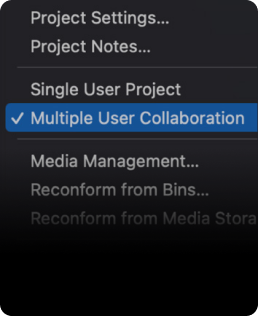 Project Settings...
Project Notes...
Single User Project
Multiple User Collaboration
Media Management...
Reconform from Bins...
Reconform from Media Stora